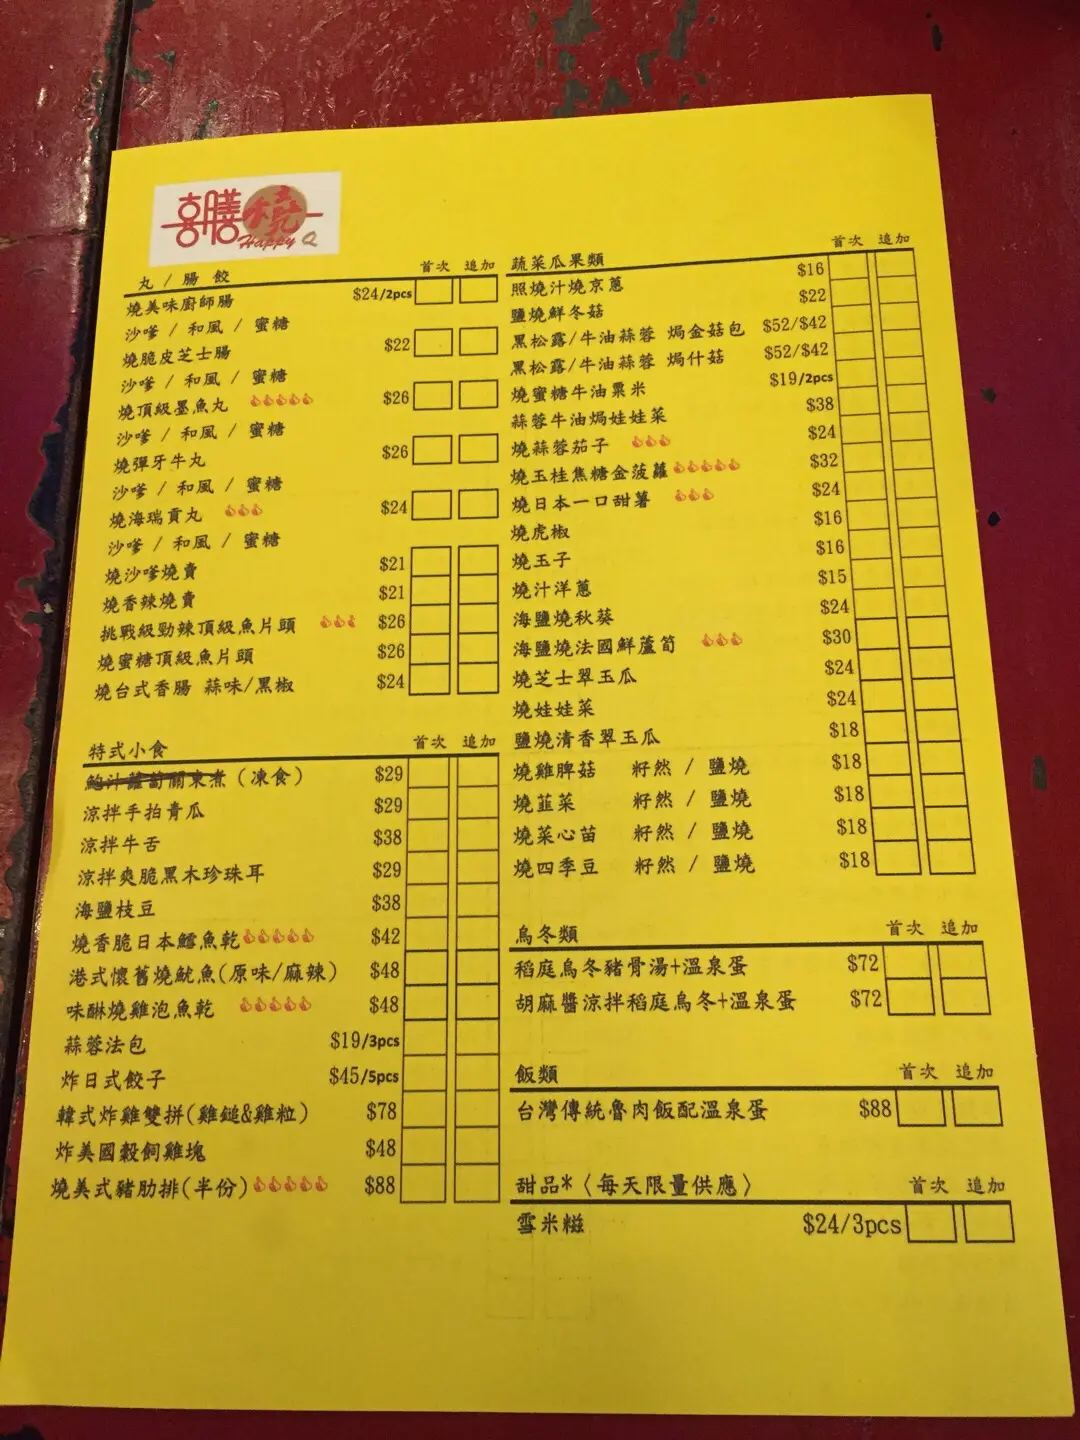 喜膳燒
Happy Q
丸 / 腸 餃 首次 追加
燒美味廚師腸 $24/2pcs
沙嗲 / 和風 / 蜜糖
燒脆皮芝士腸 $22
沙嗲 / 和風 / 蜜糖
燒頂級墨魚丸 $26
沙嗲 / 和風 / 蜜糖
燒彈牙牛丸 $26
沙嗲 / 和風 / 蜜糖
燒海瑞貢丸 $24
沙嗲 / 和風 / 蜜糖
燒沙嗲燒賣 $21
燒香辣燒賣 $21
挑戰級勁辣頂級魚片頭 $26
燒蜜糖頂級魚片頭 $26
燒台式香腸 蒜味/黑椒 $24
特式小食 首次 追加
鮑汁蘿蔔關東煮(凍食) $29
涼拌手拍青瓜 $29
涼拌牛舌 $38
涼拌爽脆黑木珍珠耳 $29
海鹽枝豆 $38
燒香脆日本鱈魚乾 $42
港式懷舊燒魷魚(原味/麻辣) $48
味醂燒雞泡魚乾 $48
蒜蓉法包 $19/3pcs
炸日式餃子 $45/5pcs
韓式炸雞雙拼(雞鎚&雞粒) $78
炸美國穀飼雞塊 $48
燒美式豬肋排(半份) $88
蔬菜瓜果類 首次 追加
照燒汁燒京蔥 $16
鹽燒鮮冬菇 $22
黑松露/牛油蒜蓉 焗金菇包 $52/$42
黑松露/牛油蒜蓉 焗什菇 $52/$42
燒蜜糖牛油粟米 $19/2pcs
蒜蓉牛油焗娃娃菜 $38
燒蒜蓉茄子 $24
燒玉桂焦糖金菠蘿 $32
燒日本一口甜薯 $24
燒虎椒 $16
燒玉子 $16
燒汁洋蔥 $15
海鹽燒秋葵 $24
海鹽燒法國鮮蘆筍 $30
燒芝士翠玉瓜 $24
燒娃娃菜 $24
鹽燒清香翠玉瓜 $18
燒雞脾菇 籽然 / 鹽燒 $18
燒韮菜 籽然 / 鹽燒 $18
燒菜心苗 籽然 / 鹽燒 $18
燒四季豆 籽然 / 鹽燒 $18
烏冬類 首次 追加
稻庭烏冬豬骨湯+溫泉蛋 $72
胡麻醬涼拌稻庭烏冬+溫泉蛋 $72
飯類 首次 追加
台灣傳統魯肉飯配溫泉蛋 $88
甜品*〈每天限量供應〉 首次 追加
雪米糍 $24/3pcs